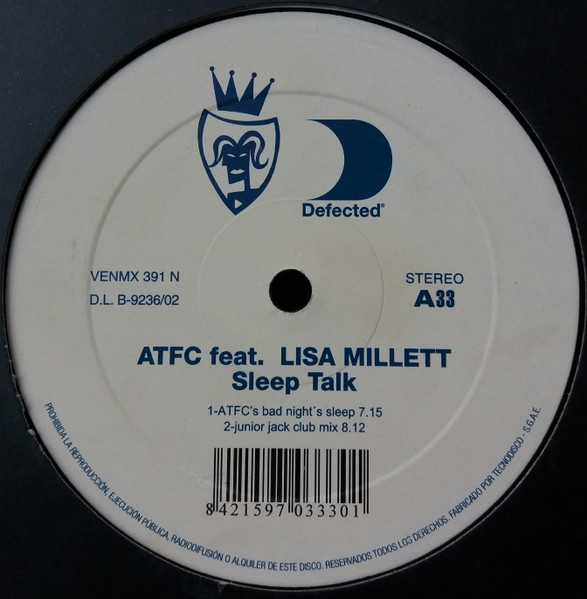 Defected®
VENMX 391 N
D.L. B-9236/02
STEREO
A33
ATFC feat. LISA MILLETT
Sleep Talk
1-ATFC's bad night´s sleep 7.15
2-junior jack club mix 8.12
8 421597 033301
PROHIBIDA LA REPRODUCCIÓN, EJECUCIÓN PÚBLICA, RADIODIFUSIÓN O ALQUILER DE ESTE DISCO. RESERVADOS TODOS LOS DERECHOS. FABRICADO POR TECNODISCO - S.G.A.E.